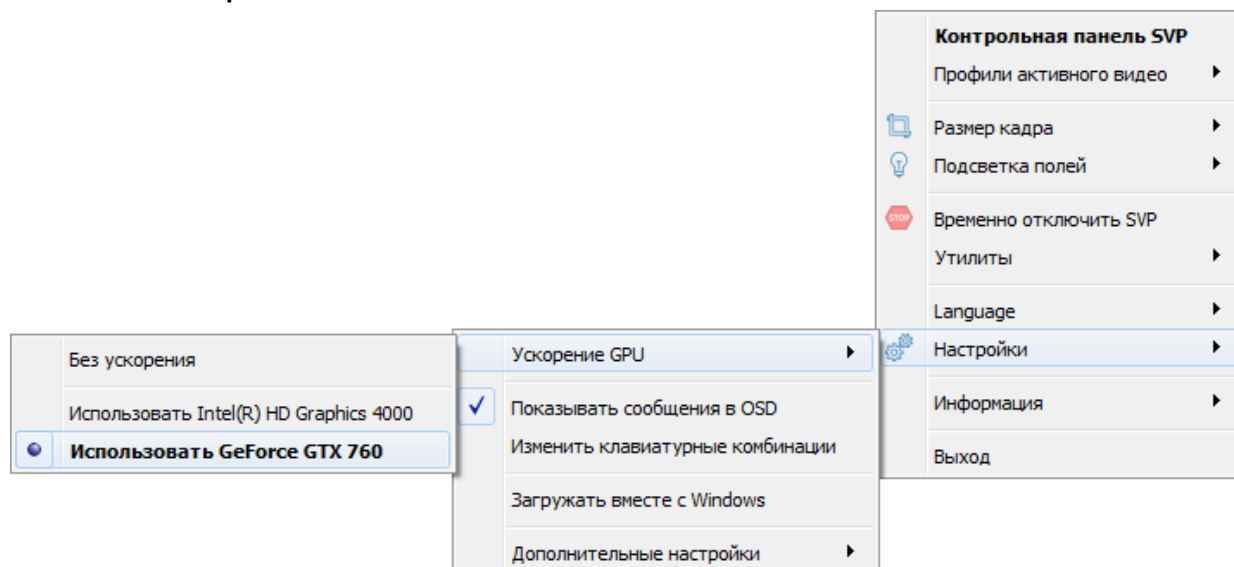 Контрольная панель SVP
Профили активного видео
Размер кадра
Подсветка полей
STOP
Временно отключить SVP
Утилиты
Language
Настройки
Информация
Выход
Ускорение GPU
Показывать сообщения в OSD
Изменить клавиатурные комбинации
Загружать вместе с Windows
Дополнительные настройки
Без ускорения
Использовать Intel(R) HD Graphics 4000
Использовать GeForce GTX 760